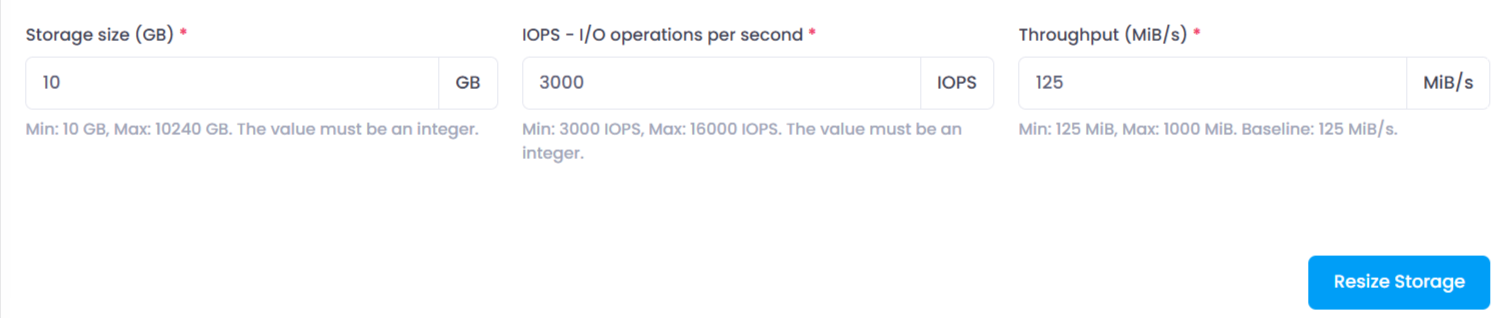 Storage size (GB) *
10
GB
Min: 10 GB, Max: 10240 GB. The value must be an integer.
IOPS - I/O operations per second *
3000
IOPS
Min: 3000 IOPS, Max: 16000 IOPS. The value must be an
integer.
Throughput (MiB/s) *
125
MiB/s
Min: 125 MiB, Max: 1000 MiB. Baseline: 125 MiB/s.
Resize Storage